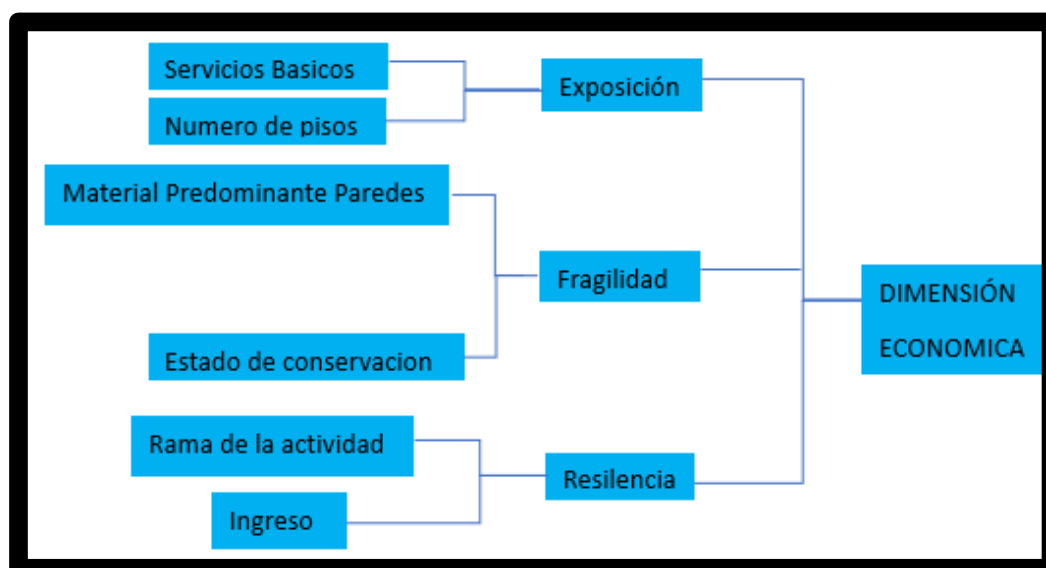 Servicios Basicos
Exposición
Numero de pisos
Material Predominante Paredes
Fragilidad
DIMENSIÓN
ECONOMICA
Estado de conservacion
Rama de la actividad
Resilencia
Ingreso